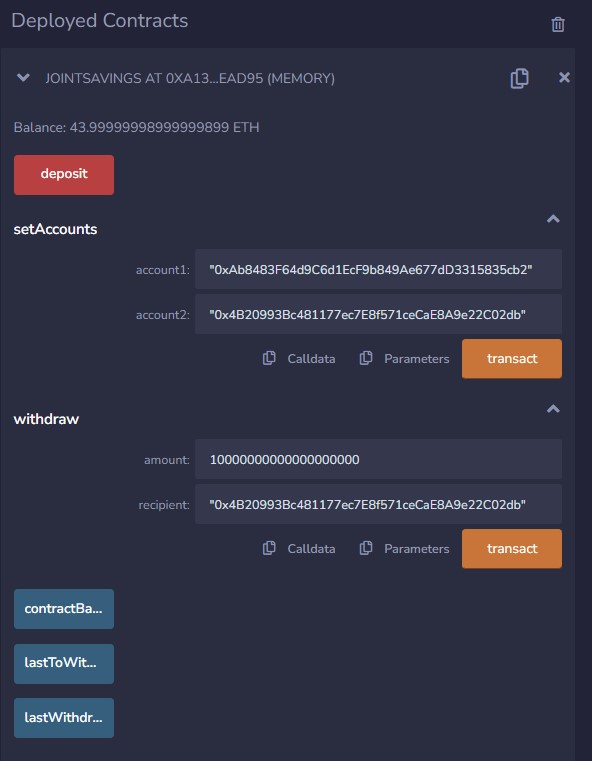 Deployed Contracts
JOINTSAVINGS AT 0XA13...EAD95 (MEMORY)
Balance: 43.99999998999999899 ETH
deposit
setAccounts
account1: "0xAb8483F64d9C6d1EcF9b849Ae677dD3315835cb2"
account2: "0x4B20993Bc481177ec7E8f571ceCaE8A9e22C02db"
Calldata Parameters transact
withdraw
amount: 10000000000000000000
recipient: "0x4B20993Bc481177ec7E8f571ceCaE8A9e22C02db"
Calldata Parameters transact
contractBa...
lastToWit...
lastWithdr...